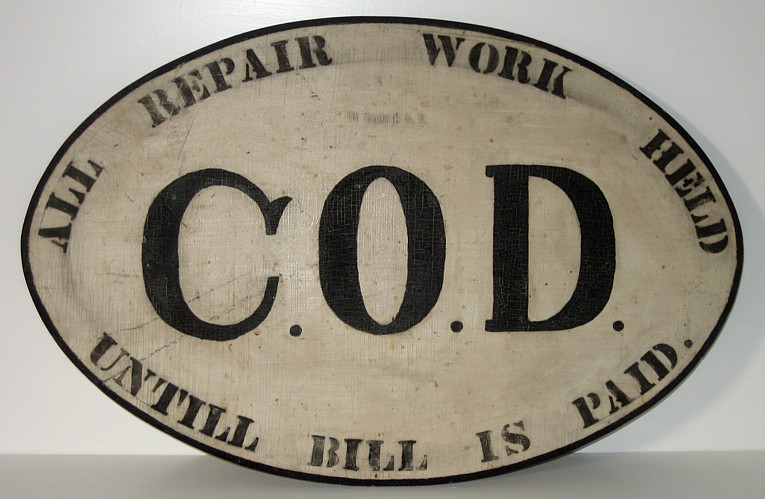 ALL REPAIR WORK HELD
C.O.D.
UNTILL BILL IS PAID.